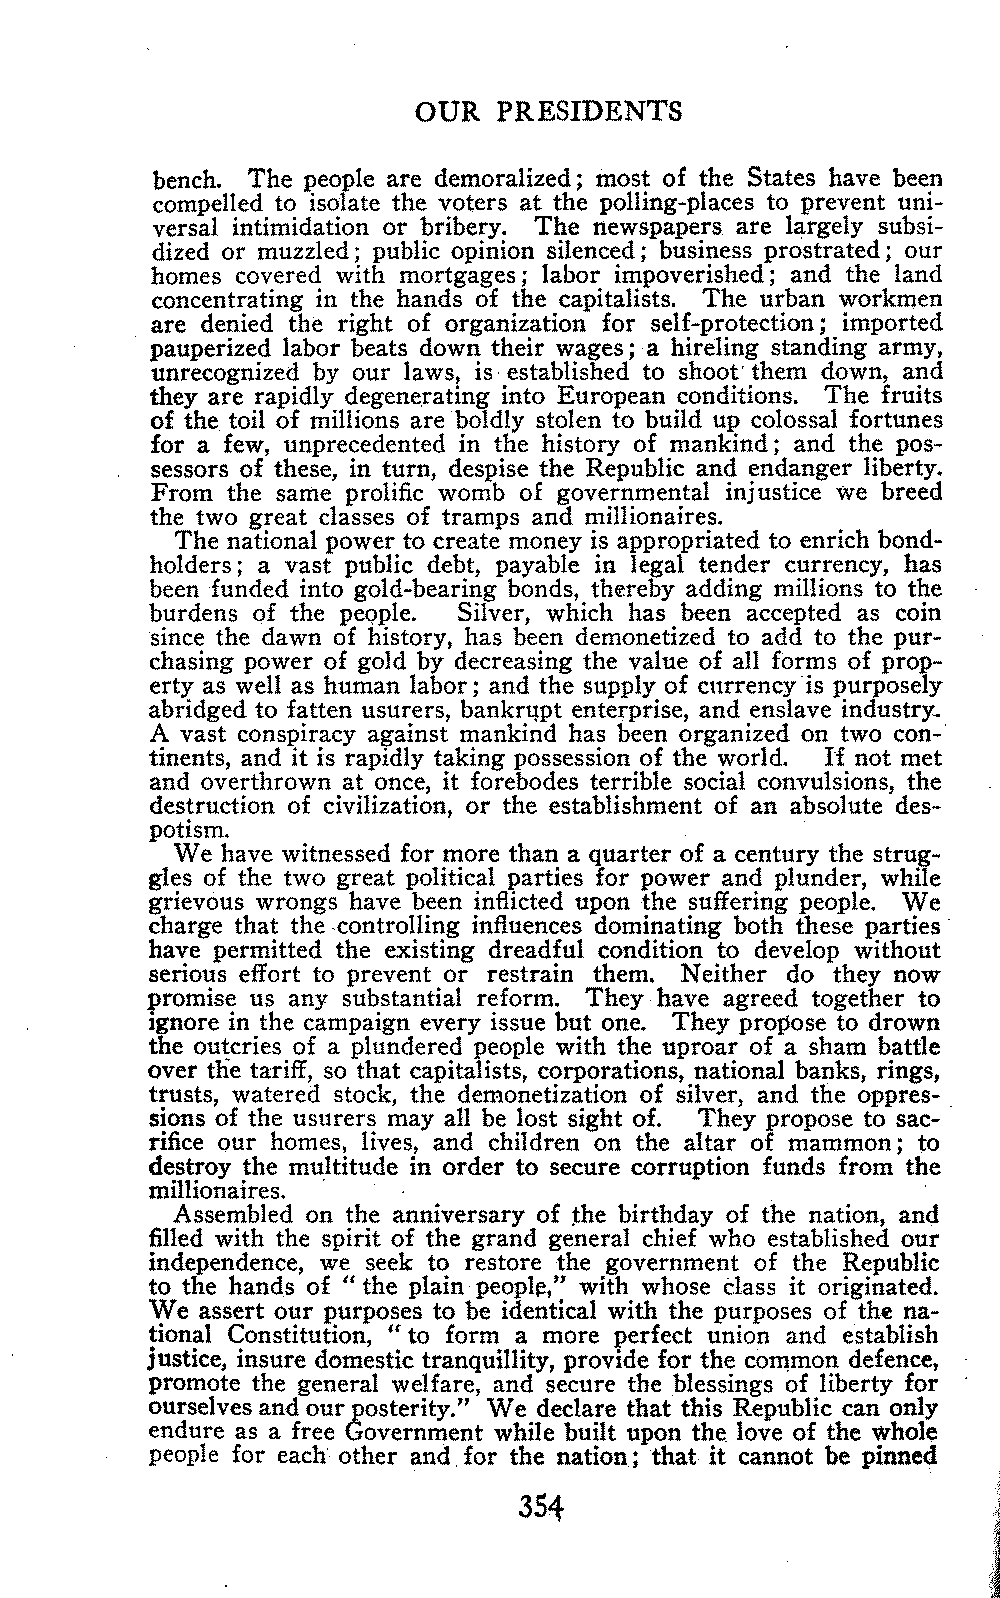 OUR PRESIDENTS
bench. The people are demoralized; most of the States have been
compelled to isolate the voters at the polling-places to prevent uni-
versal intimidation or bribery. The newspapers are largely subsi-
dized or muzzled; public opinion silenced; business prostrated; our
homes covered with mortgages; labor impoverished; and the land
concentrating in the hands of the capitalists. The urban workmen
are denied the right of organization for self-protection; imported
pauperized labor beats down their wages; a hireling standing army,
unrecognized by our laws, is established to shoot them down, and
they are rapidly degenerating into European conditions. The fruits
of the toil of millions are boldly stolen to build up colossal fortunes
for a few, unprecedented in the history of mankind; and the pos-
sessors of these, in turn, despise the Republic and endanger liberty.
From the same prolific womb of governmental injustice we breed
the two great classes of tramps and millionaires.
The national power to create money is appropriated to enrich bond-
holders; a vast public debt, payable in legal tender currency, has
been funded into gold-bearing bonds, thereby adding millions to the
burdens of the people. Silver, which has been accepted as coin
since the dawn of history, has been demonetized to add to the pur-
chasing power of gold by decreasing the value of all forms of prop-
erty as well as human labor; and the supply of currency is purposely
abridged to fatten usurers, bankrupt enterprise, and enslave industry.
A vast conspiracy against mankind has been organized on two con-
tinents, and it is rapidly taking possession of the world. If not met
and overthrown at once, it forebodes terrible social convulsions, the
destruction of civilization, or the establishment of an absolute des-
potism.
We have witnessed for more than a quarter of a century the strug-
gles of the two great political parties for power and plunder, while
grievous wrongs have been inflicted upon the suffering people. We
charge that the controlling influences dominating both these parties
have permitted the existing dreadful condition to develop without
serious effort to prevent or restrain them. Neither do they now
promise us any substantial reform. They have agreed together to
ignore in the campaign every issue but one. They propose to drown
the outcries of a plundered people with the uproar of a sham battle
over the tariff, so that capitalists, corporations, national banks, rings,
trusts, watered stock, the demonetization of silver, and the oppres-
sions of the usurers may all be lost sight of. They propose to sac-
rifice our homes, lives, and children on the altar of mammon; to
destroy the multitude in order to secure corruption funds from the
millionaires.
Assembled on the anniversary of the birthday of the nation, and
filled with the spirit of the grand general chief who established our
independence, we seek to restore the government of the Republic
to the hands of “ the plain people,” with whose class it originated.
We assert our purposes to be identical with the purposes of the na-
tional Constitution, “ to form a more perfect union and establish
justice, insure domestic tranquillity, provide for the common defence,
promote the general welfare, and secure the blessings of liberty for
ourselves and our posterity.” We declare that this Republic can only
endure as a free Government while built upon the love of the whole
people for each other and for the nation; that it cannot be pinned
354